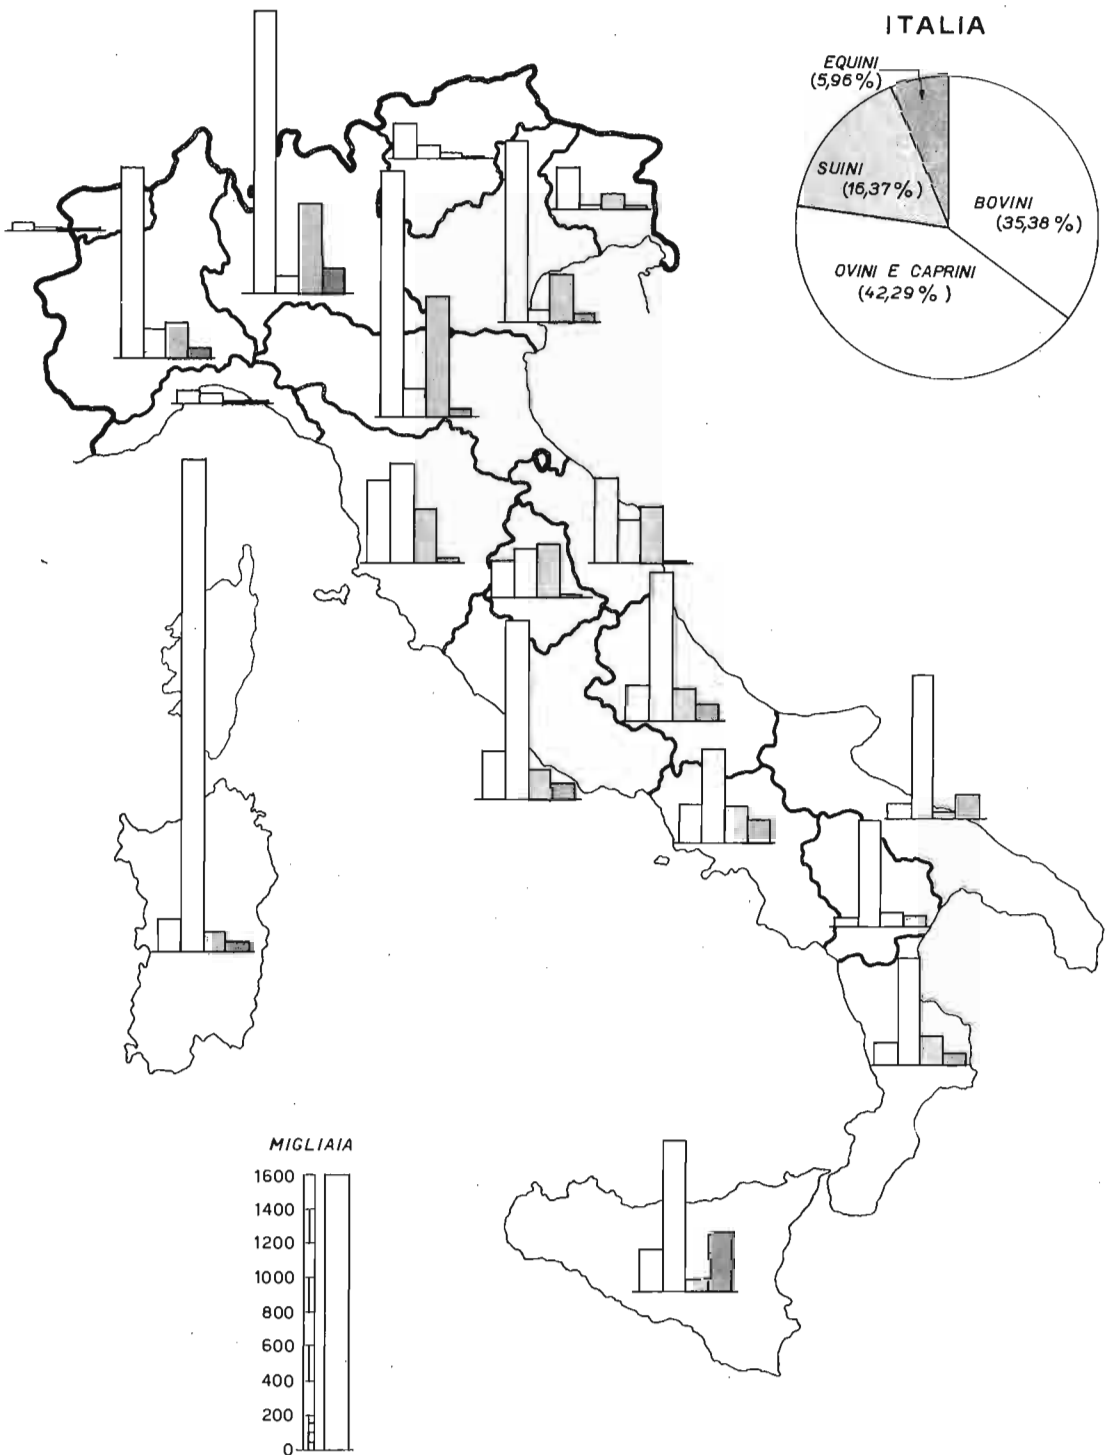 ITALIA
EQUINI
(5,96%)
SUINI
(16,37%)
BOVINI
(35,38%)
OVINI E CAPRINI
(42,29%)
MIGLIAIA
1600
1400
1200
1000
800
600
400
200
0